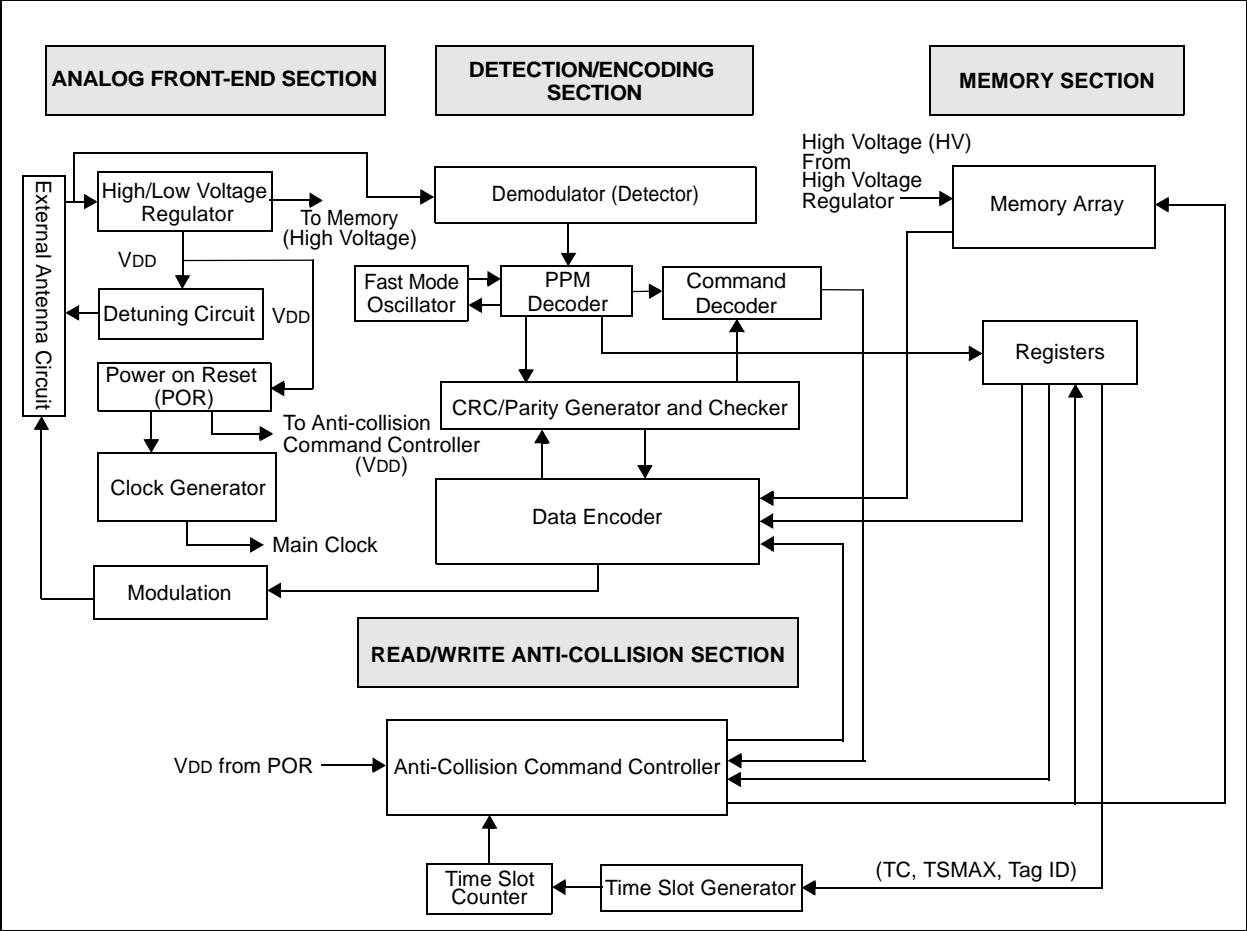 ANALOG FRONT-END SECTION
DETECTION/ENCODING
SECTION
MEMORY SECTION
External Antenna Circuit
High/Low Voltage
Regulator
To Memory
(High Voltage)
VDD
VDD
Detuning Circuit
Power on Reset
(POR)
To Anti-collision
Command Controller
(VDD)
Clock Generator
Main Clock
Modulation
Demodulator (Detector)
Fast Mode
Oscillator
PPM
Decoder
Command
Decoder
CRC/Parity Generator and Checker
Data Encoder
High Voltage (HV)
From
High Voltage
Regulator
Memory Array
Registers
READ/WRITE ANTI-COLLISION SECTION
VDD from POR
Anti-Collision Command Controller
Time Slot
Counter
Time Slot Generator
(TC, TSMAX, Tag ID)